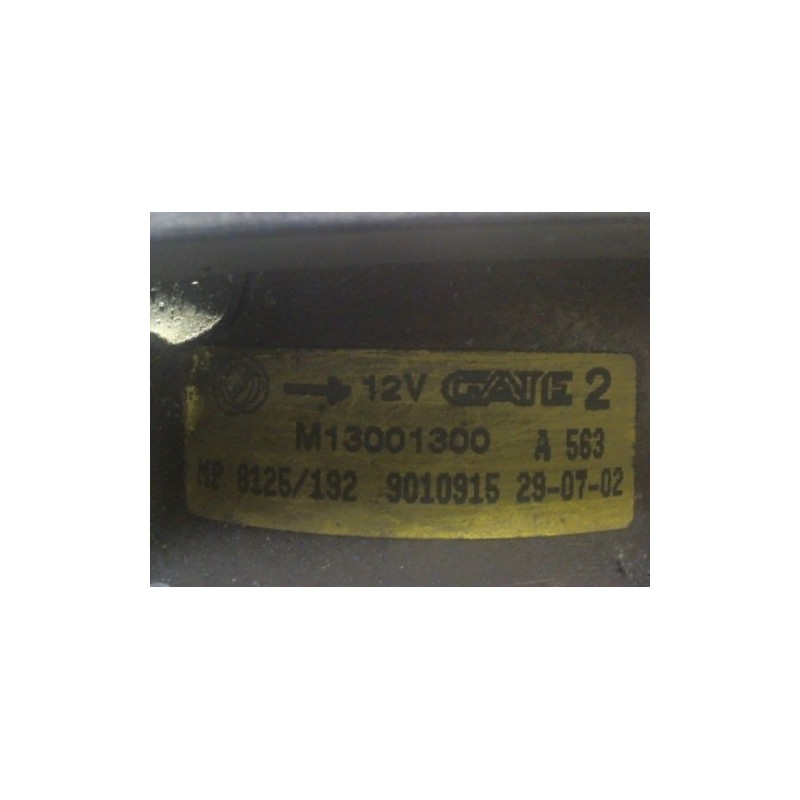 12V GATE 2
M13001300 A 563
MP 8125/192 9010915 29-07-02